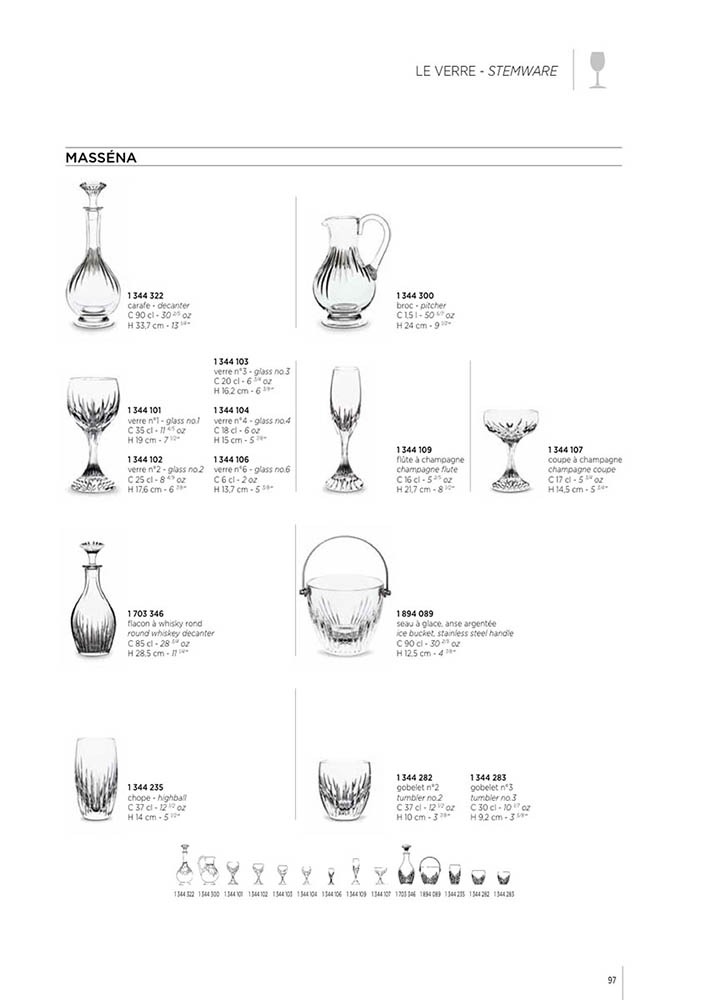 LE VERRE - STEMWARE
MASSÉNA
1 344 322
carafe - decanter
C 90 cl - 30 2/5 oz
H 33,7 cm - 13 1/4"
1 344 300
broc - pitcher
C 1,5 l - 50 5/7 oz
H 24 cm - 9 1/2"
1 344 101
verre n°1 - glass no.1
C 35 cl - 11 4/5 oz
H 19 cm - 7 1/2"
1 344 102
verre n°2 - glass no.2
C 25 cl - 8 4/9 oz
H 17,6 cm - 6 7/8"
1 344 103
verre n°3 - glass no.3
C 20 cl - 6 3/4 oz
H 16,2 cm - 6 3/8"
1 344 104
verre n°4 - glass no.4
C 18 cl - 6 oz
H 15 cm - 5 7/8"
1 344 106
verre n°6 - glass no.6
C 6 cl - 2 oz
H 13,7 cm - 5 3/8"
1 344 109
flûte à champagne
champagne flute
C 16 cl - 5 2/5 oz
H 21,7 cm - 8 1/2"
1 344 107
coupe à champagne
champagne coupe
C 17 cl - 5 3/4 oz
H 14,5 cm - 5 3/4"
1 703 346
flacon à whisky rond
round whiskey decanter
C 85 cl - 28 3/4 oz
H 28,5 cm - 11 1/4"
1 894 089
seau à glace, anse argentée
ice bucket, stainless steel handle
C 90 cl - 30 2/5 oz
H 12,5 cm - 4 7/8"
1 344 235
chope - highball
C 37 cl - 12 1/2 oz
H 14 cm - 5 1/2"
1 344 282
gobelet n°2
tumbler no.2
C 37 cl - 12 1/2 oz
H 10 cm - 3 7/8"
1 344 283
gobelet n°3
tumbler no.3
C 30 cl - 10 1/7 oz
H 9,2 cm - 3 5/8"
1 344 322 1 344 300 1 344 101 1 344 102 1 344 103 1 344 104 1 344 106 1 344 109 1 344 107 1 703 346 1 894 089 1 344 235 1 344 282 1 344 283
97